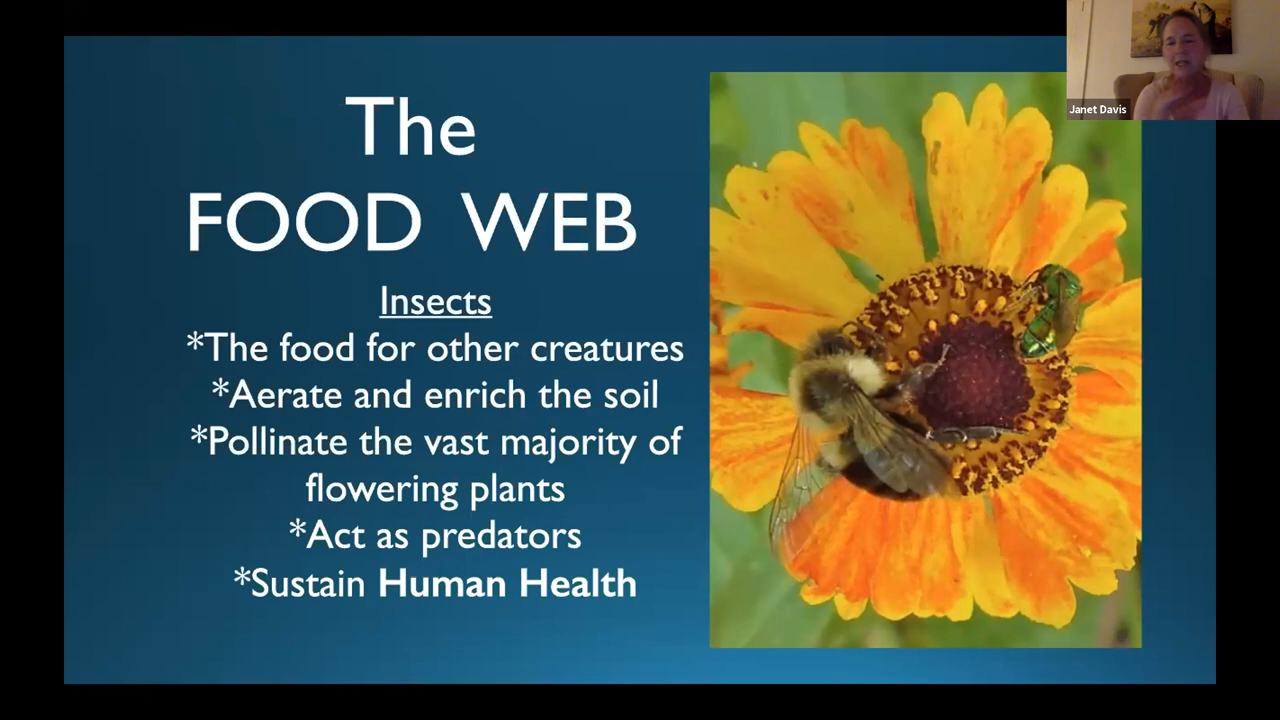 The
FOOD WEB
Insects
*The food for other creatures
*Aerate and enrich the soil
*Pollinate the vast majority of
flowering plants
*Act as predators
*Sustain Human Health
Janet Davis